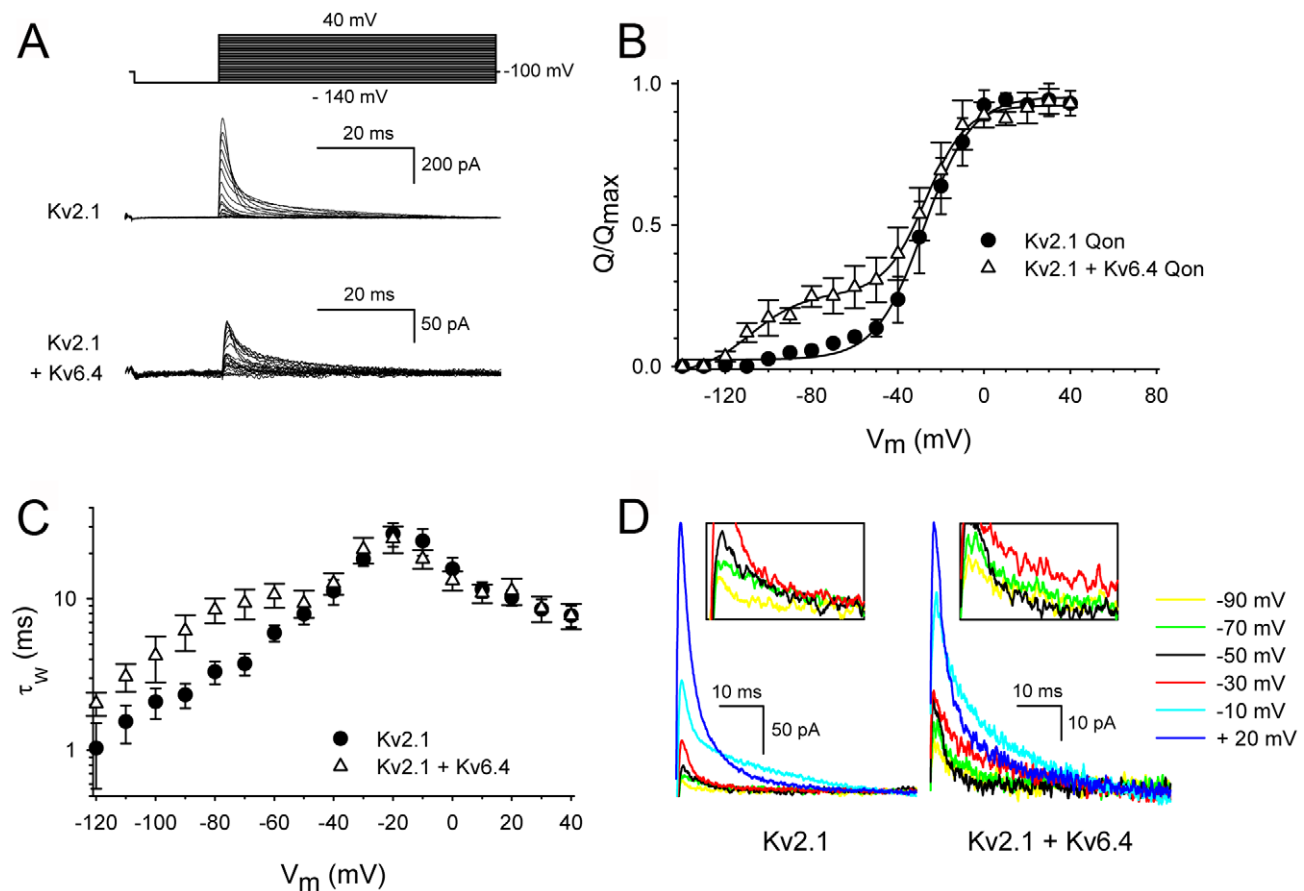 A
40 mV
-100 mV
- 140 mV
20 ms
200 pA
Kv2.1
20 ms
50 pA
Kv2.1
+ Kv6.4
B
1.0
0.5
0.0
Q/Qmax
Kv2.1 Qon
Kv2.1 + Kv6.4 Qon
-120
-80
-40
0
40
80
Vm (mV)
C
10
1
τw (ms)
Kv2.1
Kv2.1 + Kv6.4
-120
-100
-80
-60
-40
-20
0
20
40
Vm (mV)
D
10 ms
50 pA
Kv2.1
10 ms
10 pA
Kv2.1 + Kv6.4
-90 mV
-70 mV
-50 mV
-30 mV
-10 mV
+ 20 mV